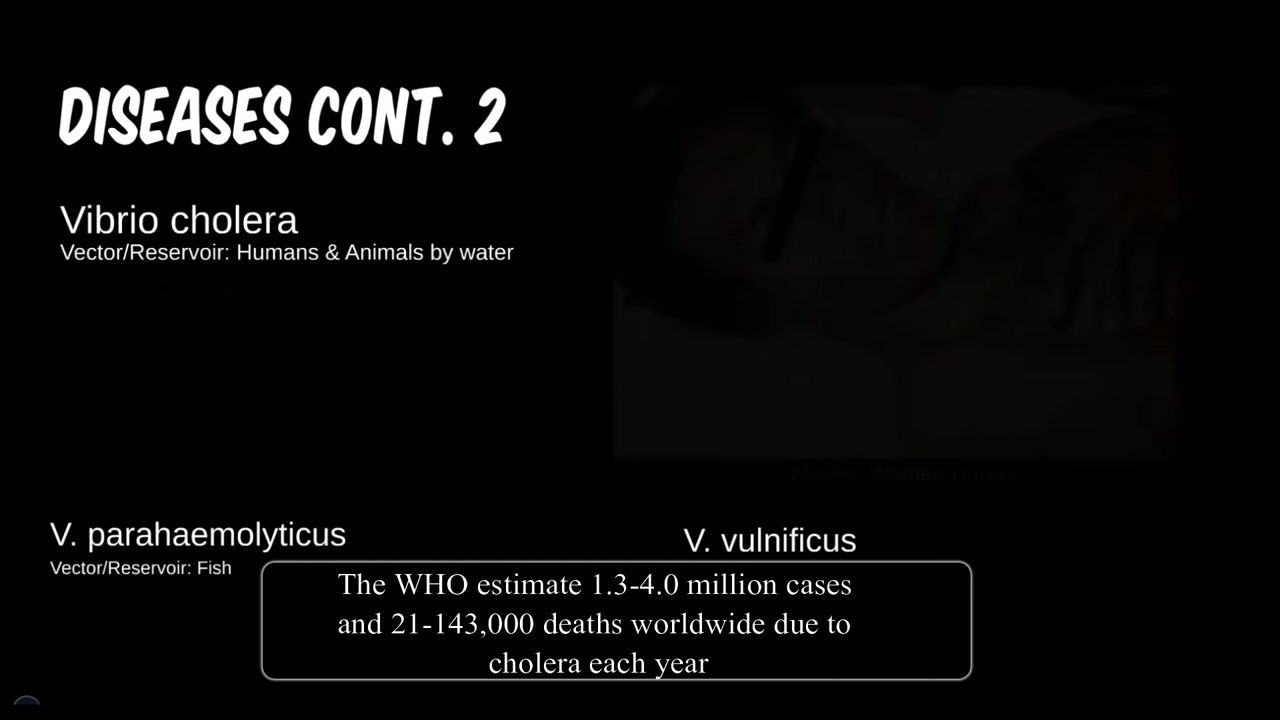 DISEASES CONT. 2
Vibrio cholera
Vector/Reservoir: Humans & Animals by water
V. parahaemolyticus
Vector/Reservoir: Fish
V. vulnificus
The WHO estimate 1.3-4.0 million cases
and 21-143,000 deaths worldwide due to
cholera each year